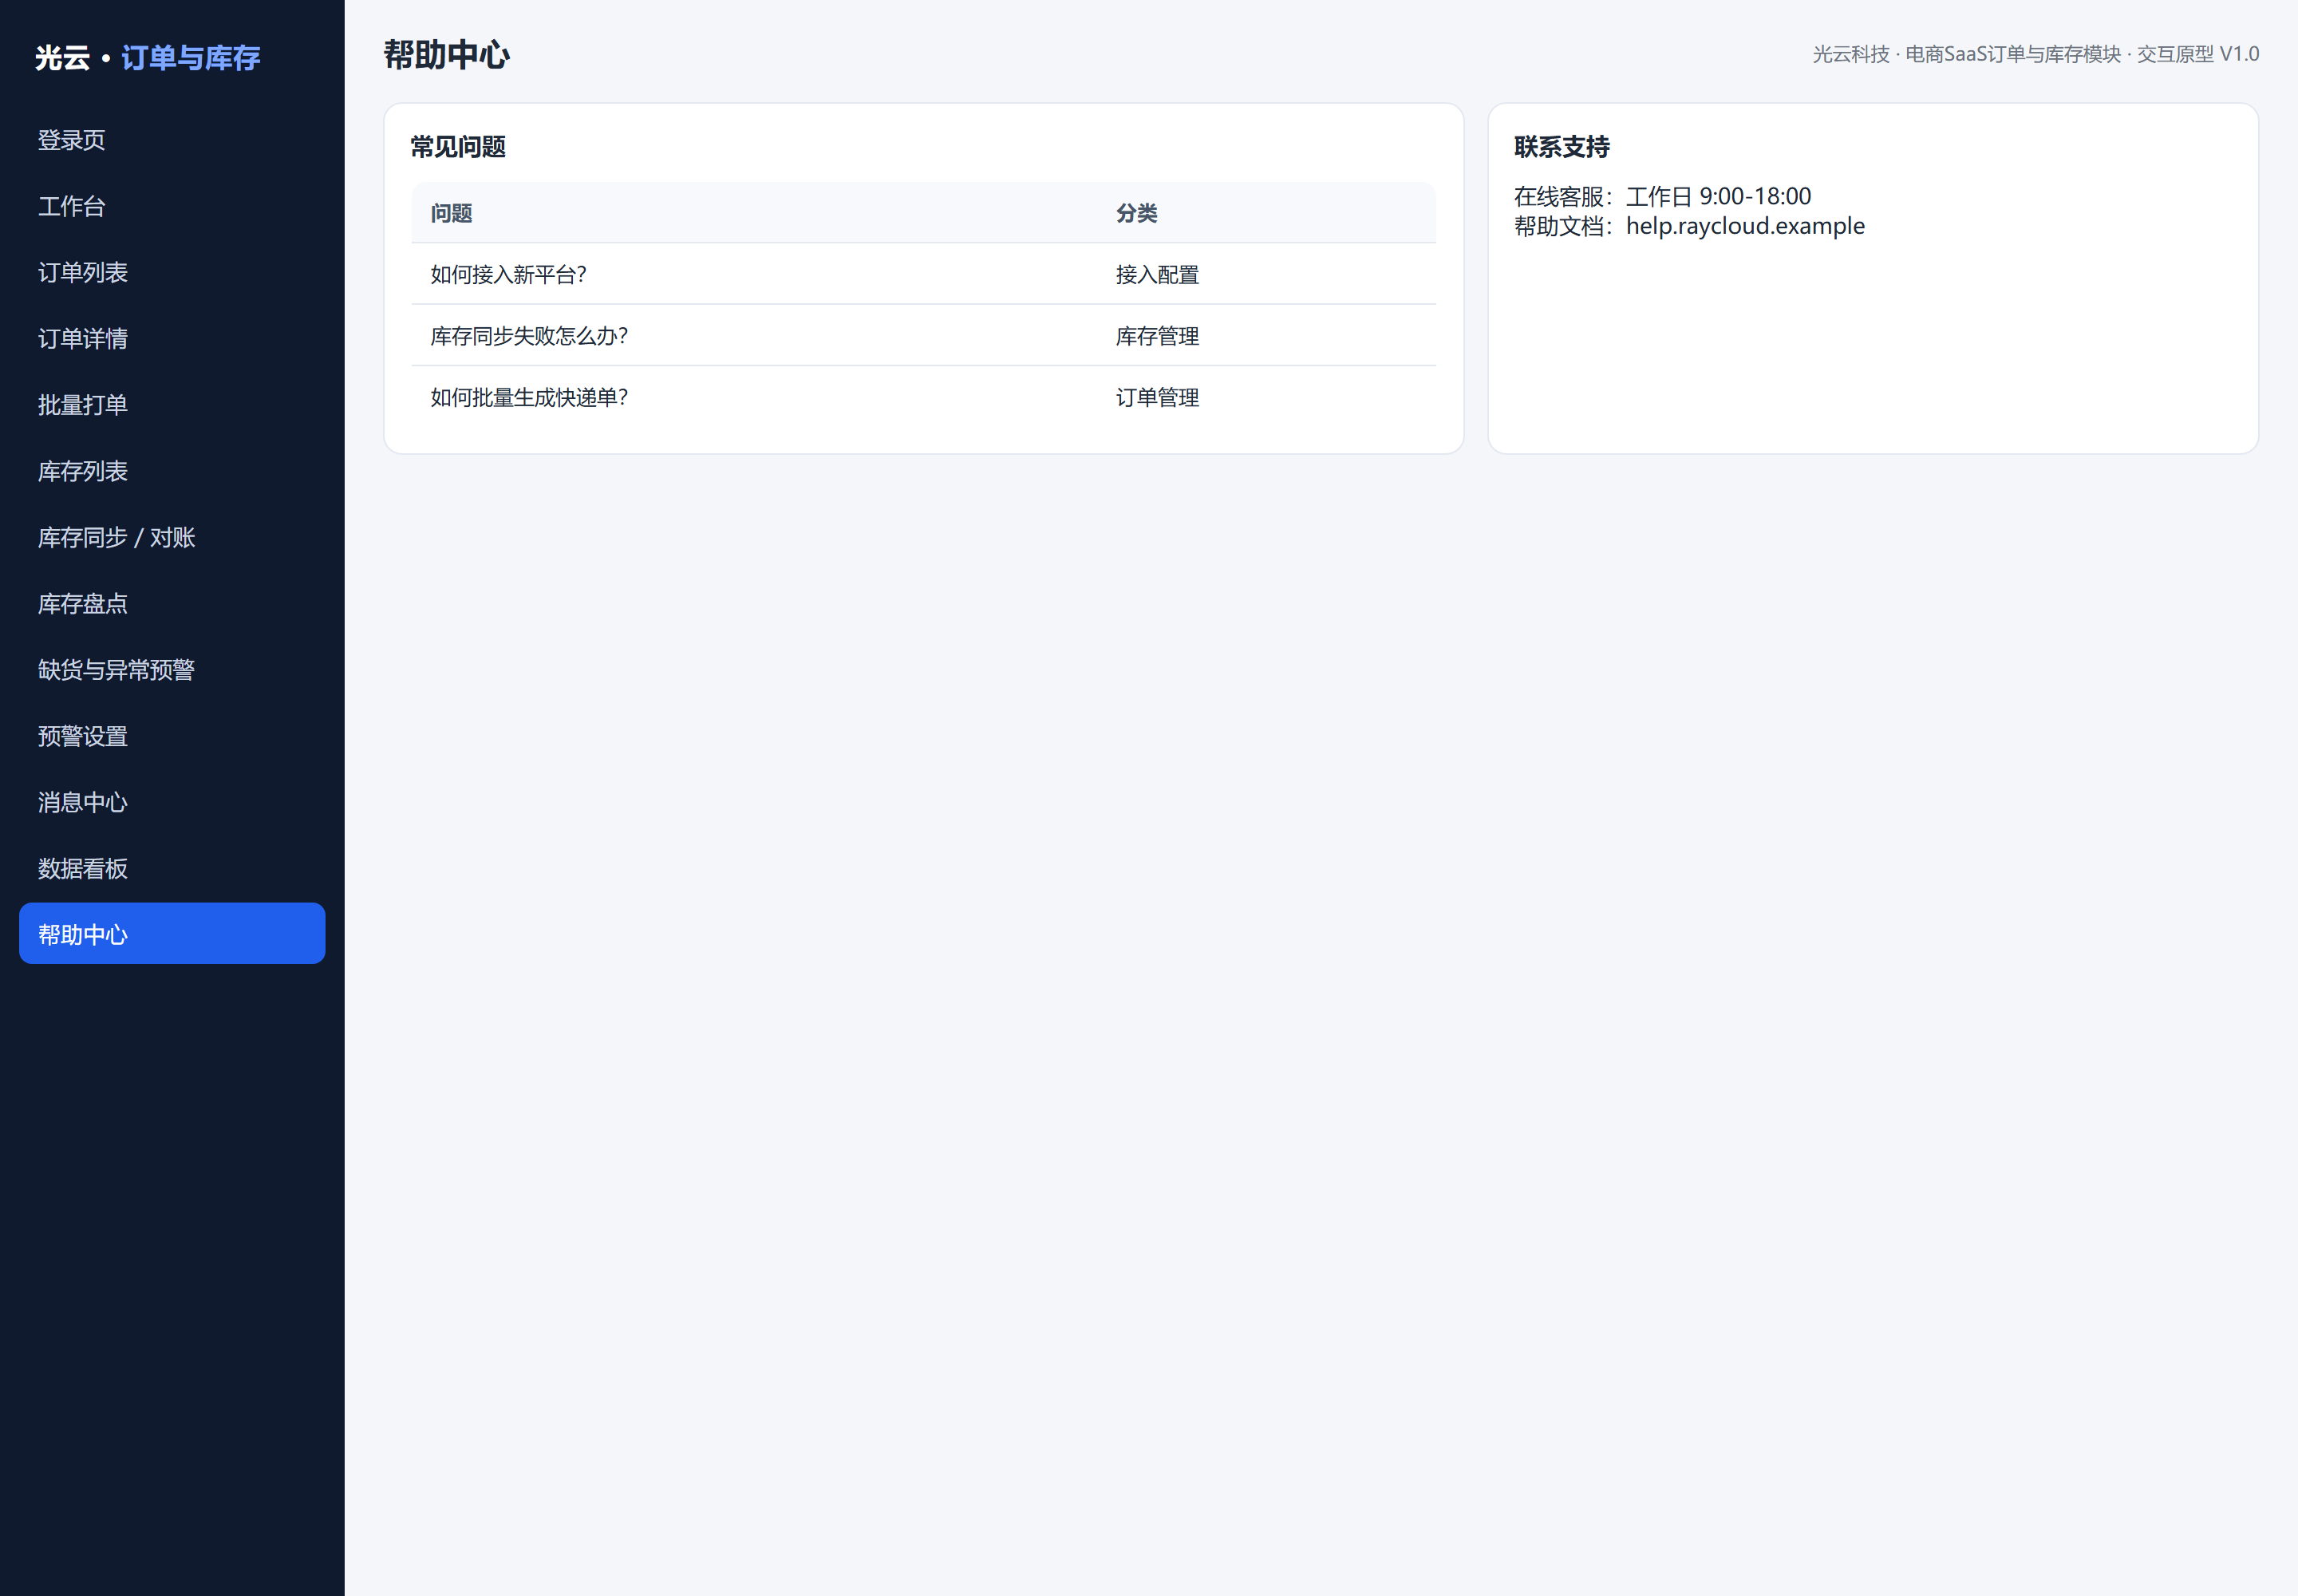 光云 · 订单与库存
登录页
工作台
订单列表
订单详情
批量打单
库存列表
库存同步 / 对账
库存盘点
缺货与异常预警
预警设置
消息中心
数据看板
帮助中心
帮助中心
光云科技 · 电商SaaS订单与库存模块 · 交互原型 V1.0
常见问题
问题 分类
如何接入新平台？ 接入配置
库存同步失败怎么办？ 库存管理
如何批量生成快递单？ 订单管理
联系支持
在线客服：工作日 9:00-18:00
帮助文档：help.raycloud.example